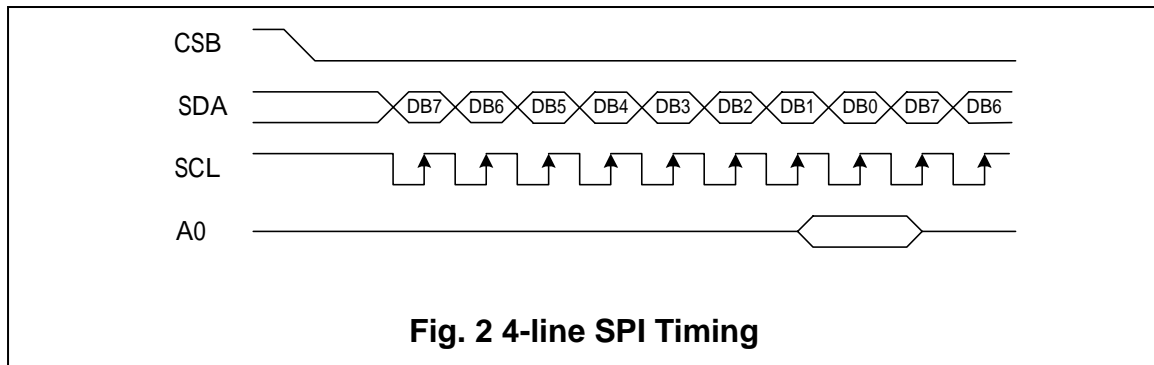 CSB
SDA DB7 DB6 DB5 DB4 DB3 DB2 DB1 DB0 DB7 DB6
SCL
A0
Fig. 2 4-line SPI Timing